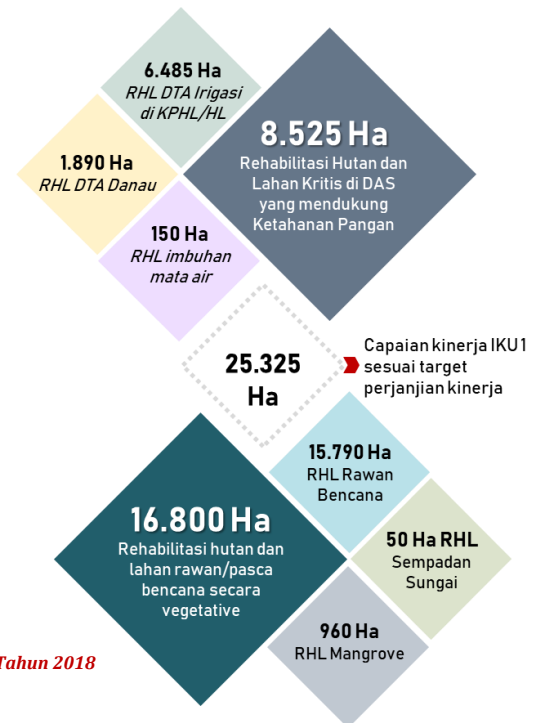 6.485 Ha
RHL DTA Irigasi
di KPHL/HL
8.525 Ha
Rehabilitasi Hutan dan
Lahan Kritis di DAS
yang mendukung
Ketahanan Pangan
1.890 Ha
RHL DTA Danau
150 Ha
RHL imbuhan
mata air
25.325
Ha
Capaian kinerja IKU1
sesuai target
perjanjian kinerja
15.790 Ha
RHL Rawan
Bencana
16.800 Ha
Rehabilitasi hutan dan
lahan rawan/pasca
bencana secara
vegetative
50 Ha RHL
Sempadan
Sungai
960 Ha
RHL Mangrove
Tahun 2018